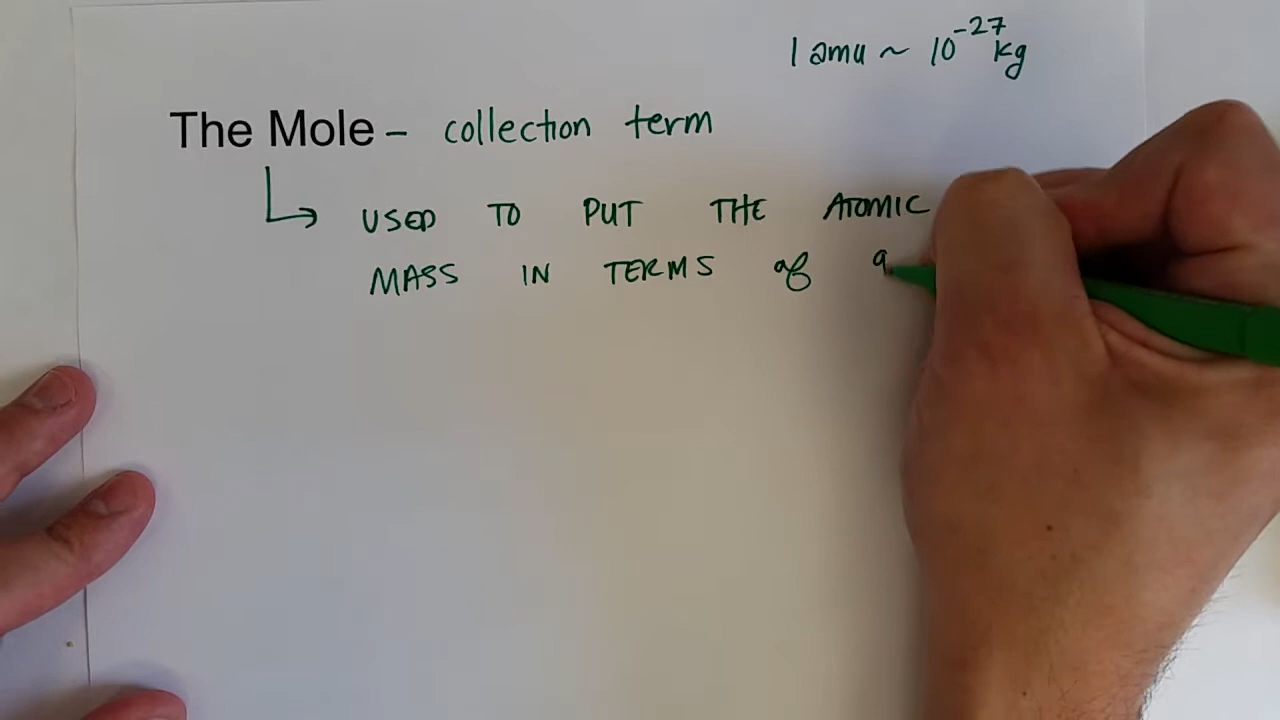 1 amu ~ 10⁻²⁷ kg
The Mole - collection term
USED TO PUT THE ATOMIC
MASS IN TERMS of